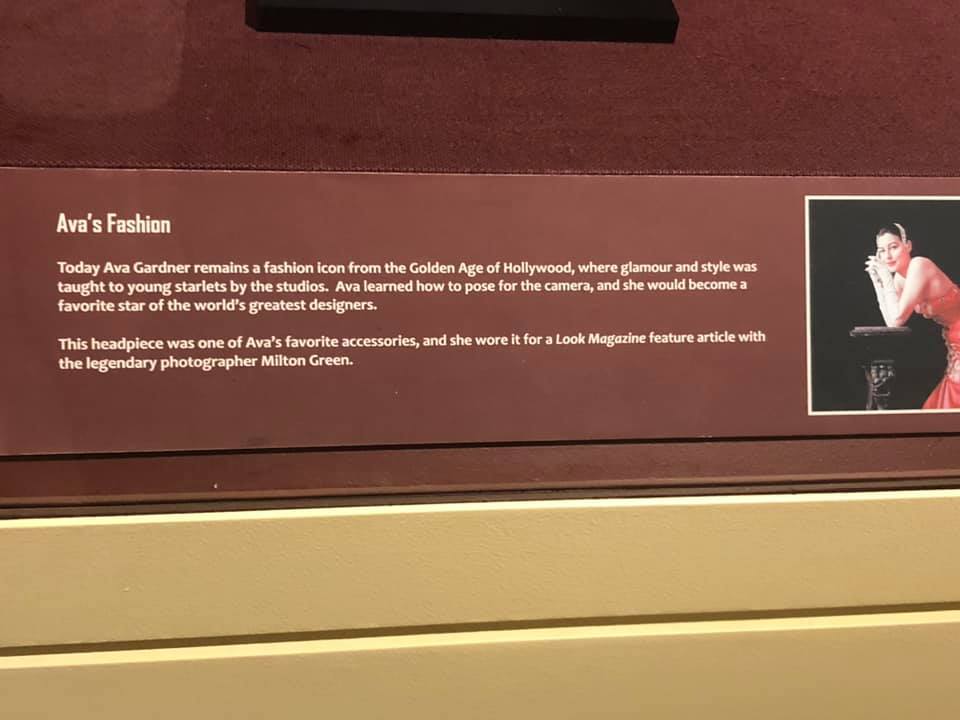 Ava's Fashion
Today Ava Gardner remains a fashion icon from the Golden Age of Hollywood, where glamour and style was
taught to young starlets by the studios. Ava learned how to pose for the camera, and she would become a
favorite star of the world's greatest designers.
This headpiece was one of Ava's favorite accessories, and she wore it for a Look Magazine feature article with
the legendary photographer Milton Green.